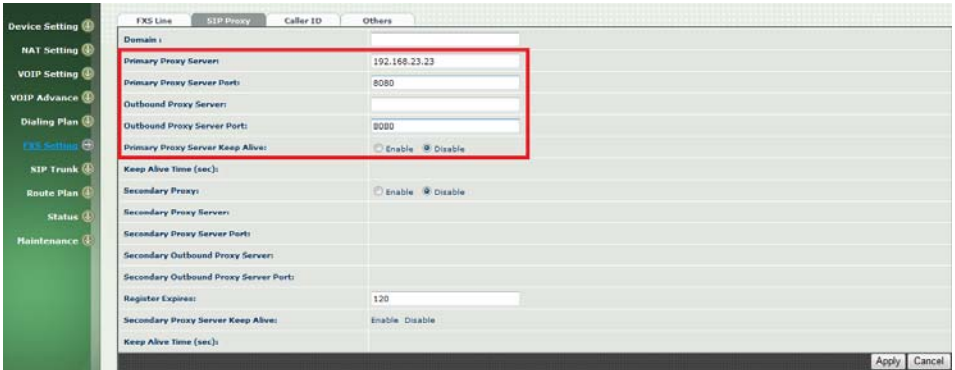 FXS Line SIP Proxy Caller ID Others
Device Setting
NAT Setting
VOIP Setting
VOIP Advance
Dialing Plan
FXS Setting
SIP Trunk
Route Plan
Status
Maintenance
Domain :
Primary Proxy Server: 192.168.23.23
Primary Proxy Server Port: 8080
Outbound Proxy Server:
Outbound Proxy Server Port: 8080
Primary Proxy Server Keep Alive: Enable Disable
Keep Alive Time (sec):
Secondary Proxy: Enable Disable
Secondary Proxy Server:
Secondary Proxy Server Port:
Secondary Outbound Proxy Server:
Secondary Outbound Proxy Server Port:
Register Expires: 120
Secondary Proxy Server Keep Alive: Enable Disable
Keep Alive Time (sec):
Apply Cancel